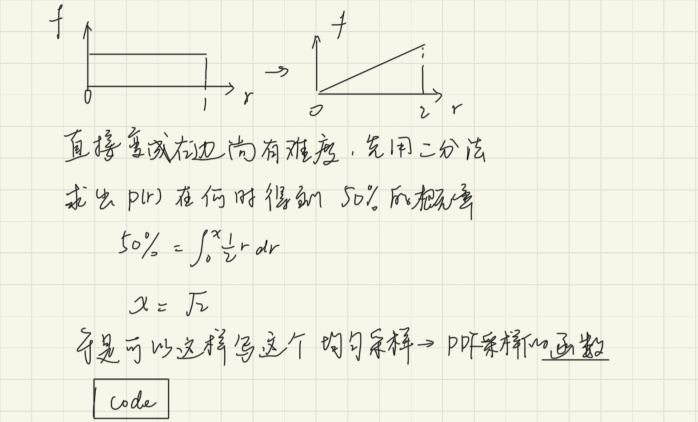 f f
0 1 r → 0 2 r
直接变成右边尚有难度，先用二分法
求出 p(r) 在何时得到 50% 的概率
50% = ∫₀ˣ ½ r dr
x = √2
于是可以这样写这个 均匀采样 → PDF采样的函数
code